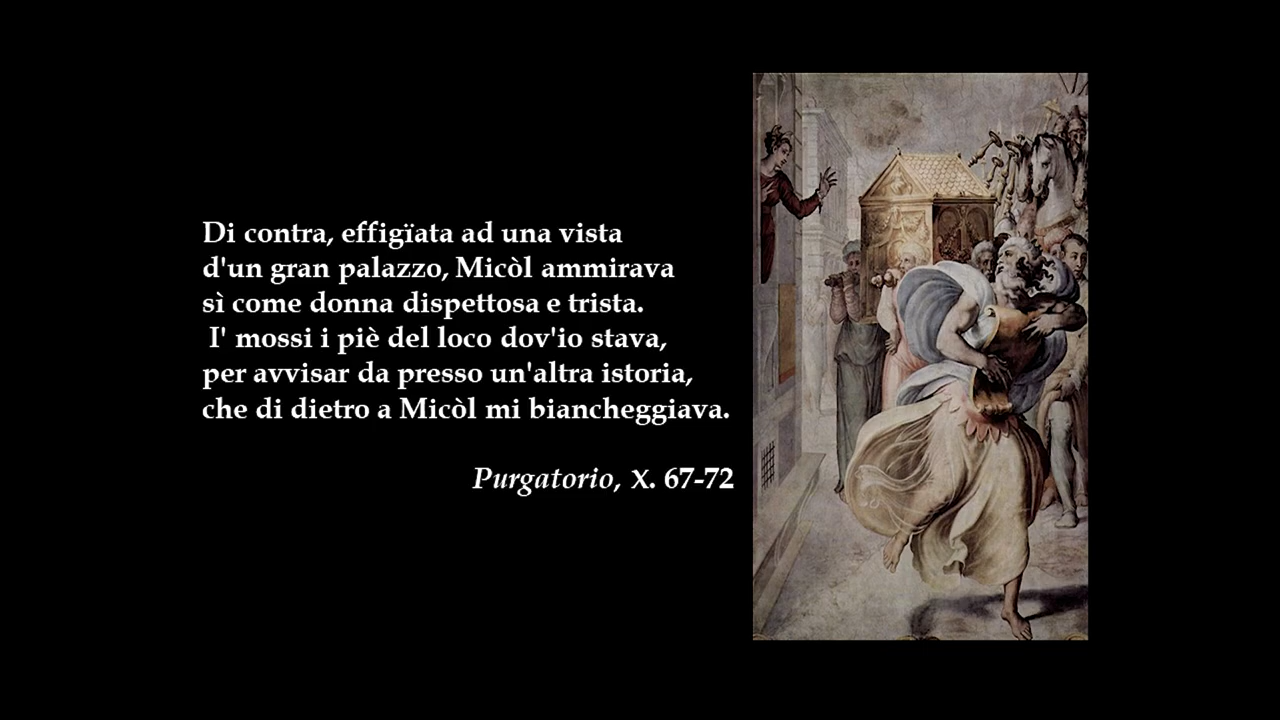 Di contra, effigïata ad una vista
d'un gran palazzo, Micòl ammirava
sì come donna dispettosa e trista.
I' mossi i piè del loco dov'io stava,
per avvisar da presso un'altra istoria,
che di dietro a Micòl mi biancheggiava.
Purgatorio, X. 67-72